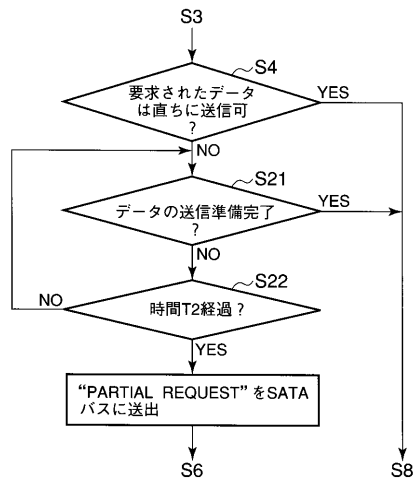 S3
S4
要求されたデータ
は直ちに送信可
?
YES
NO
S21
データの送信準備完了
?
YES
NO
S22
時間T2経過?
NO
YES
“PARTIAL REQUEST”をSATA
バスに送出
S6
S8